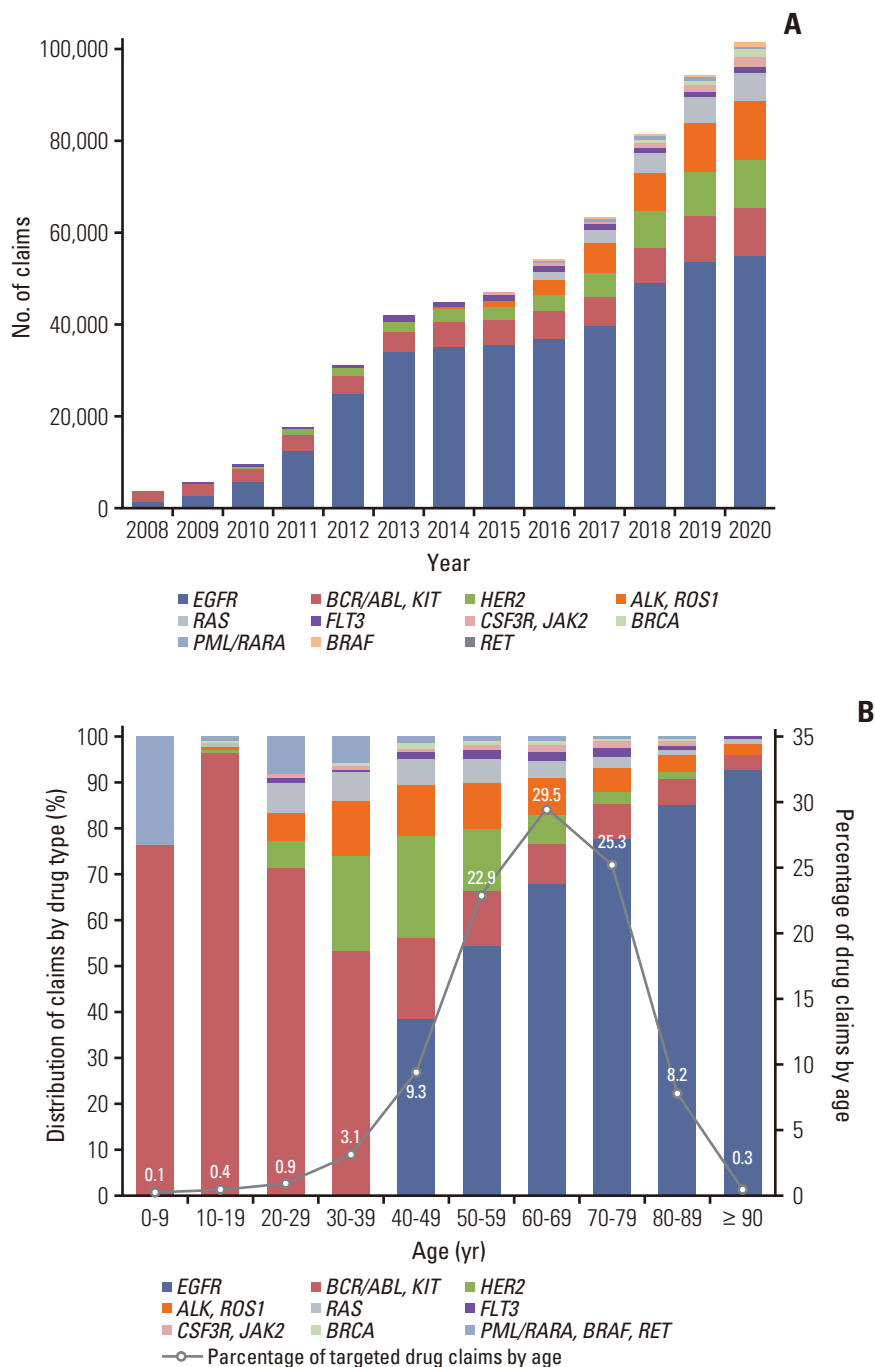 A
100,000
80,000
60,000
40,000
20,000
0
No. of claims
2008 2009 2010 2011 2012 2013 2014 2015 2016 2017 2018 2019 2020
Year
EGFR BCR/ABL, KIT HER2 ALK, ROS1
RAS FLT3 CSF3R, JAK2 BRCA
PML/RARA BRAF RET
B
100
90
80
70
60
50
40
30
20
10
0
Distribution of claims by drug type (%)
35
30
25
20
15
10
5
0
Percentage of drug claims by age
0.1 0.4 0.9 3.1 9.3 22.9 29.5 25.3 8.2 0.3
0-9 10-19 20-29 30-39 40-49 50-59 60-69 70-79 80-89 ≥ 90
Age (yr)
EGFR BCR/ABL, KIT HER2
ALK, ROS1 RAS FLT3
CSF3R, JAK2 BRCA PML/RARA, BRAF, RET
Parcentage of targeted drug claims by age